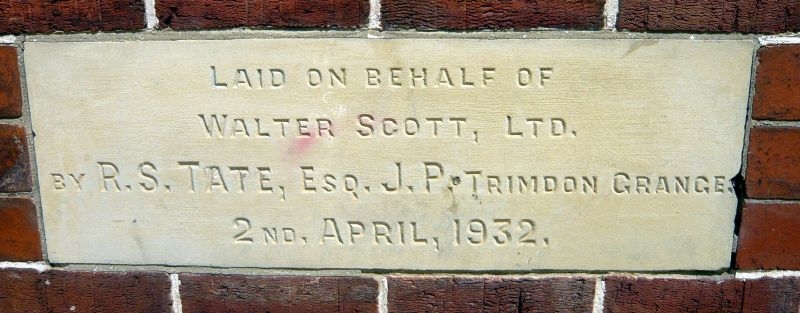 LAID ON BEHALF OF
WALTER SCOTT, LTD.
BY R.S. TATE, ESQ. J.P. TRIMDON GRANGE.
2ND. APRIL, 1932.